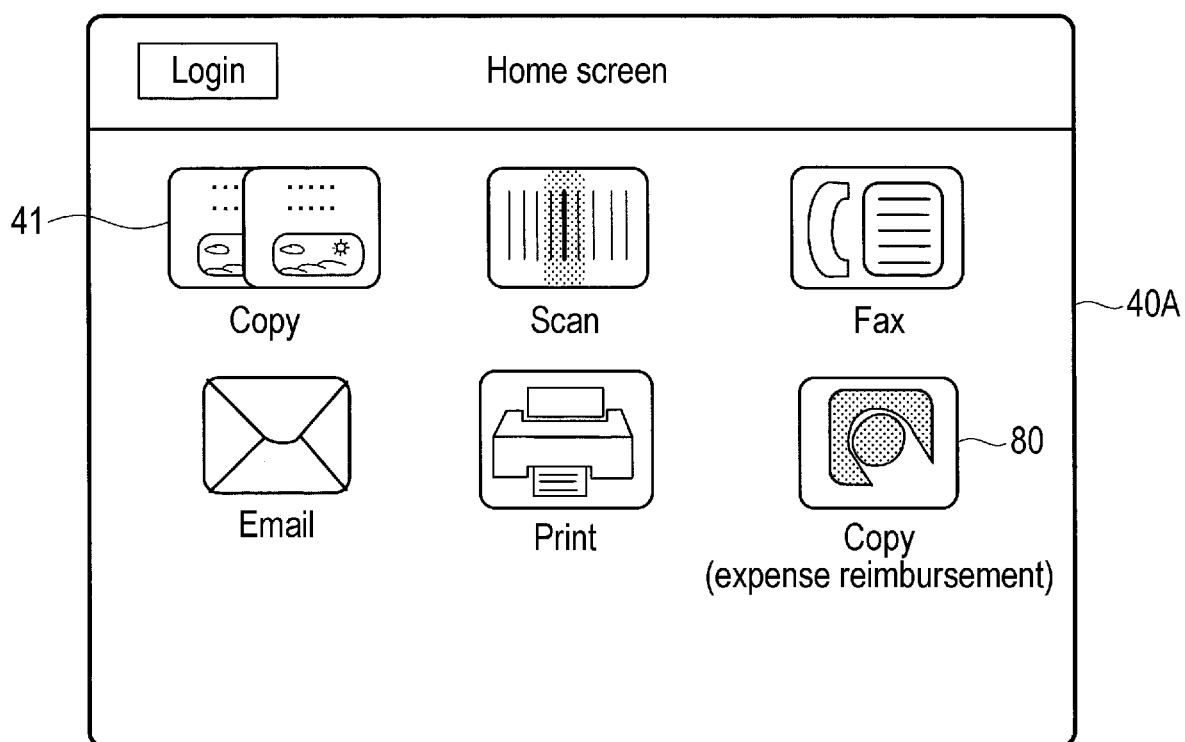 Login
Home screen
41
Copy
Scan
Fax
40A
80
Email
Print
Copy
(expense reimbursement)